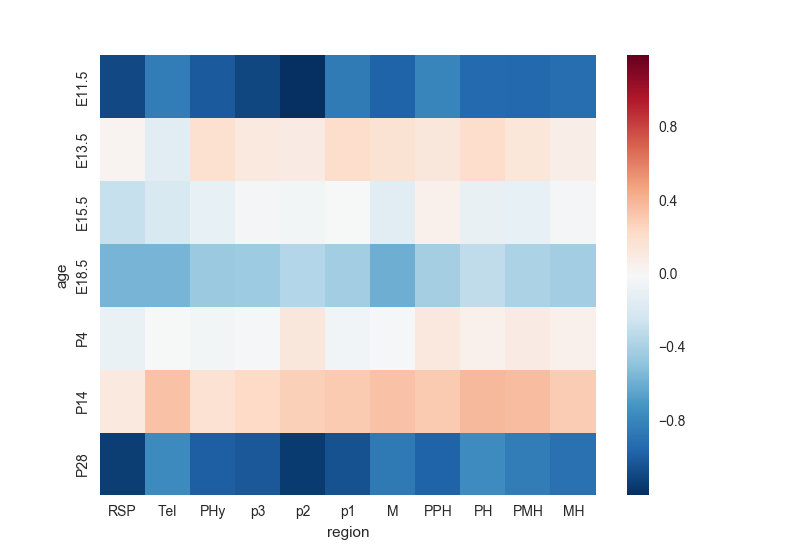 age
E11.5
E13.5
E15.5
E18.5
P4
P14
P28
RSP Tel PHy p3 p2 p1 M PPH PH PMH MH
region
0.8
0.4
0.0
−0.4
−0.8